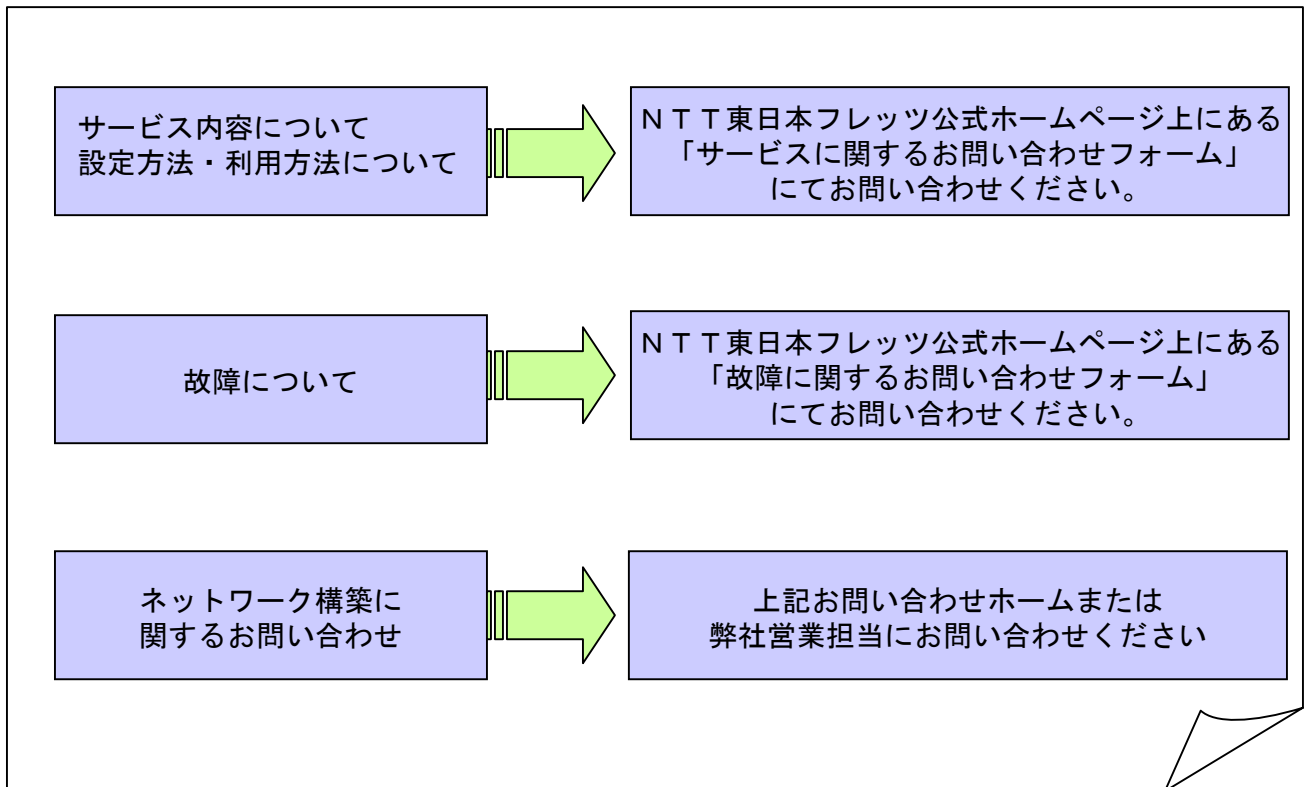 サービス内容について
設定方法・利用方法について
ＮＴＴ東日本フレッツ公式ホームページ上にある
「サービスに関するお問い合わせフォーム」
にてお問い合わせください。
故障について
ＮＴＴ東日本フレッツ公式ホームページ上にある
「故障に関するお問い合わせフォーム」
にてお問い合わせください。
ネットワーク構築に
関するお問い合わせ
上記お問い合わせホームまたは
弊社営業担当にお問い合わせください